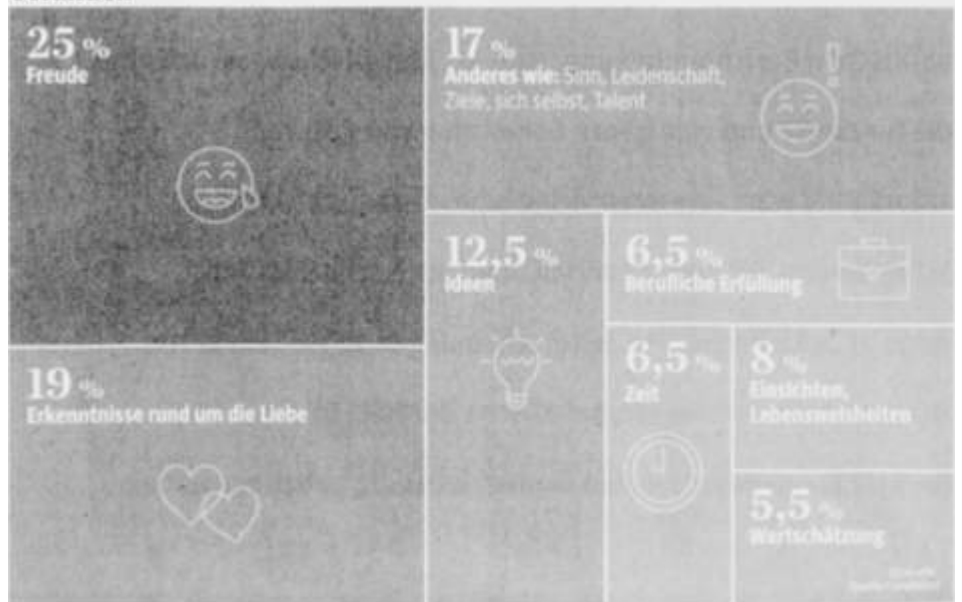 25 %
Freude
17 %
Anderes wie: Sinn, Leidenschaft,
Ziele, sich selbst, Talent
12,5 %
Ideen
6,5 %
Berufliche Erfüllung
19 %
Erkenntnisse rund um die Liebe
6,5 %
Zeit
8 %
Einsichten,
Lebensweisheiten
5,5 %
Wertschätzung